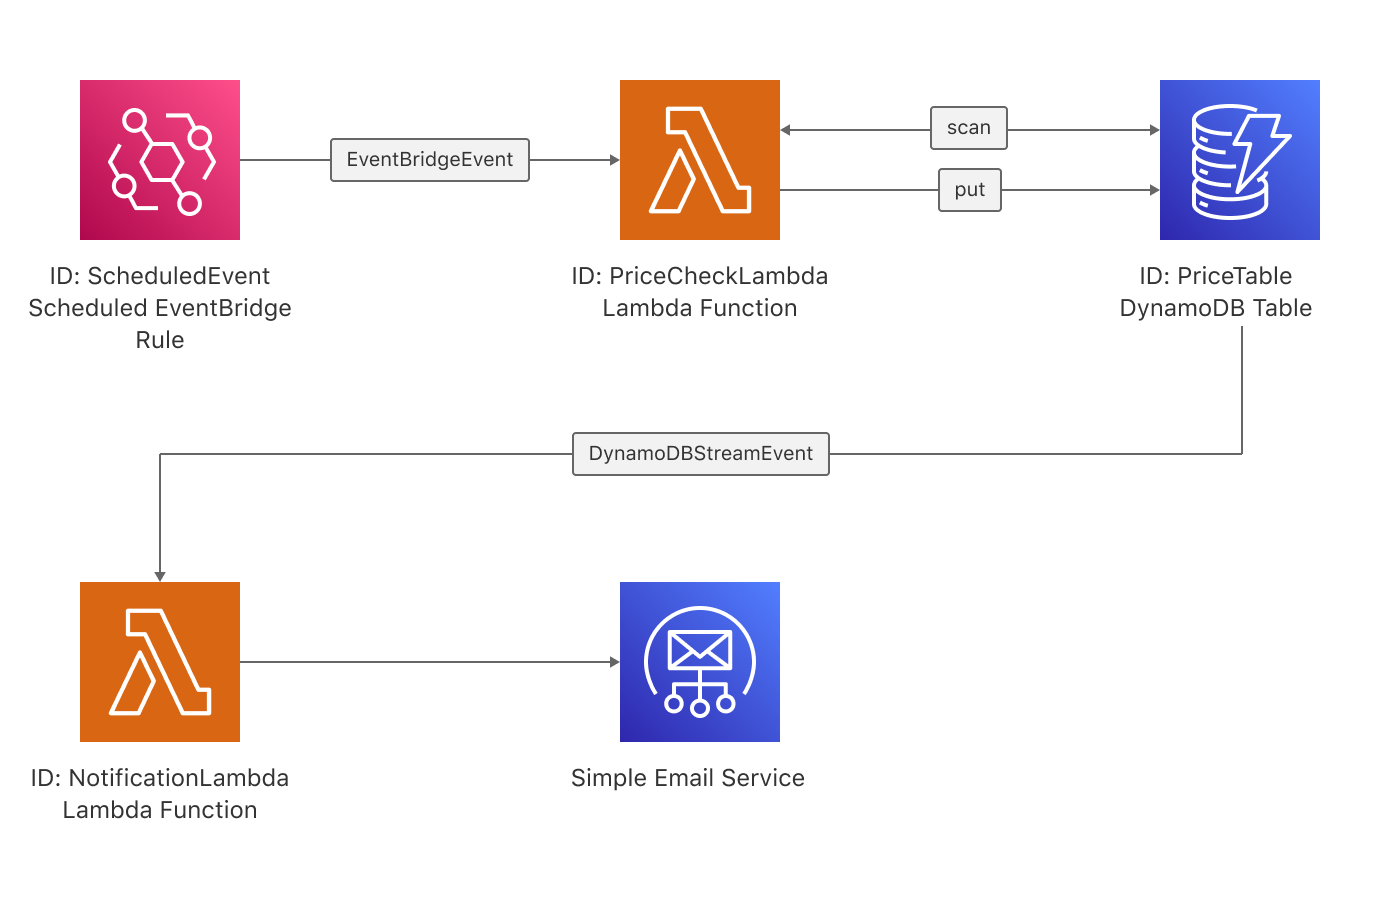 EventBridgeEvent
scan
put
ID: ScheduledEvent
Scheduled EventBridge
Rule
ID: PriceCheckLambda
Lambda Function
ID: PriceTable
DynamoDB Table
DynamoDBStreamEvent
ID: NotificationLambda
Lambda Function
Simple Email Service